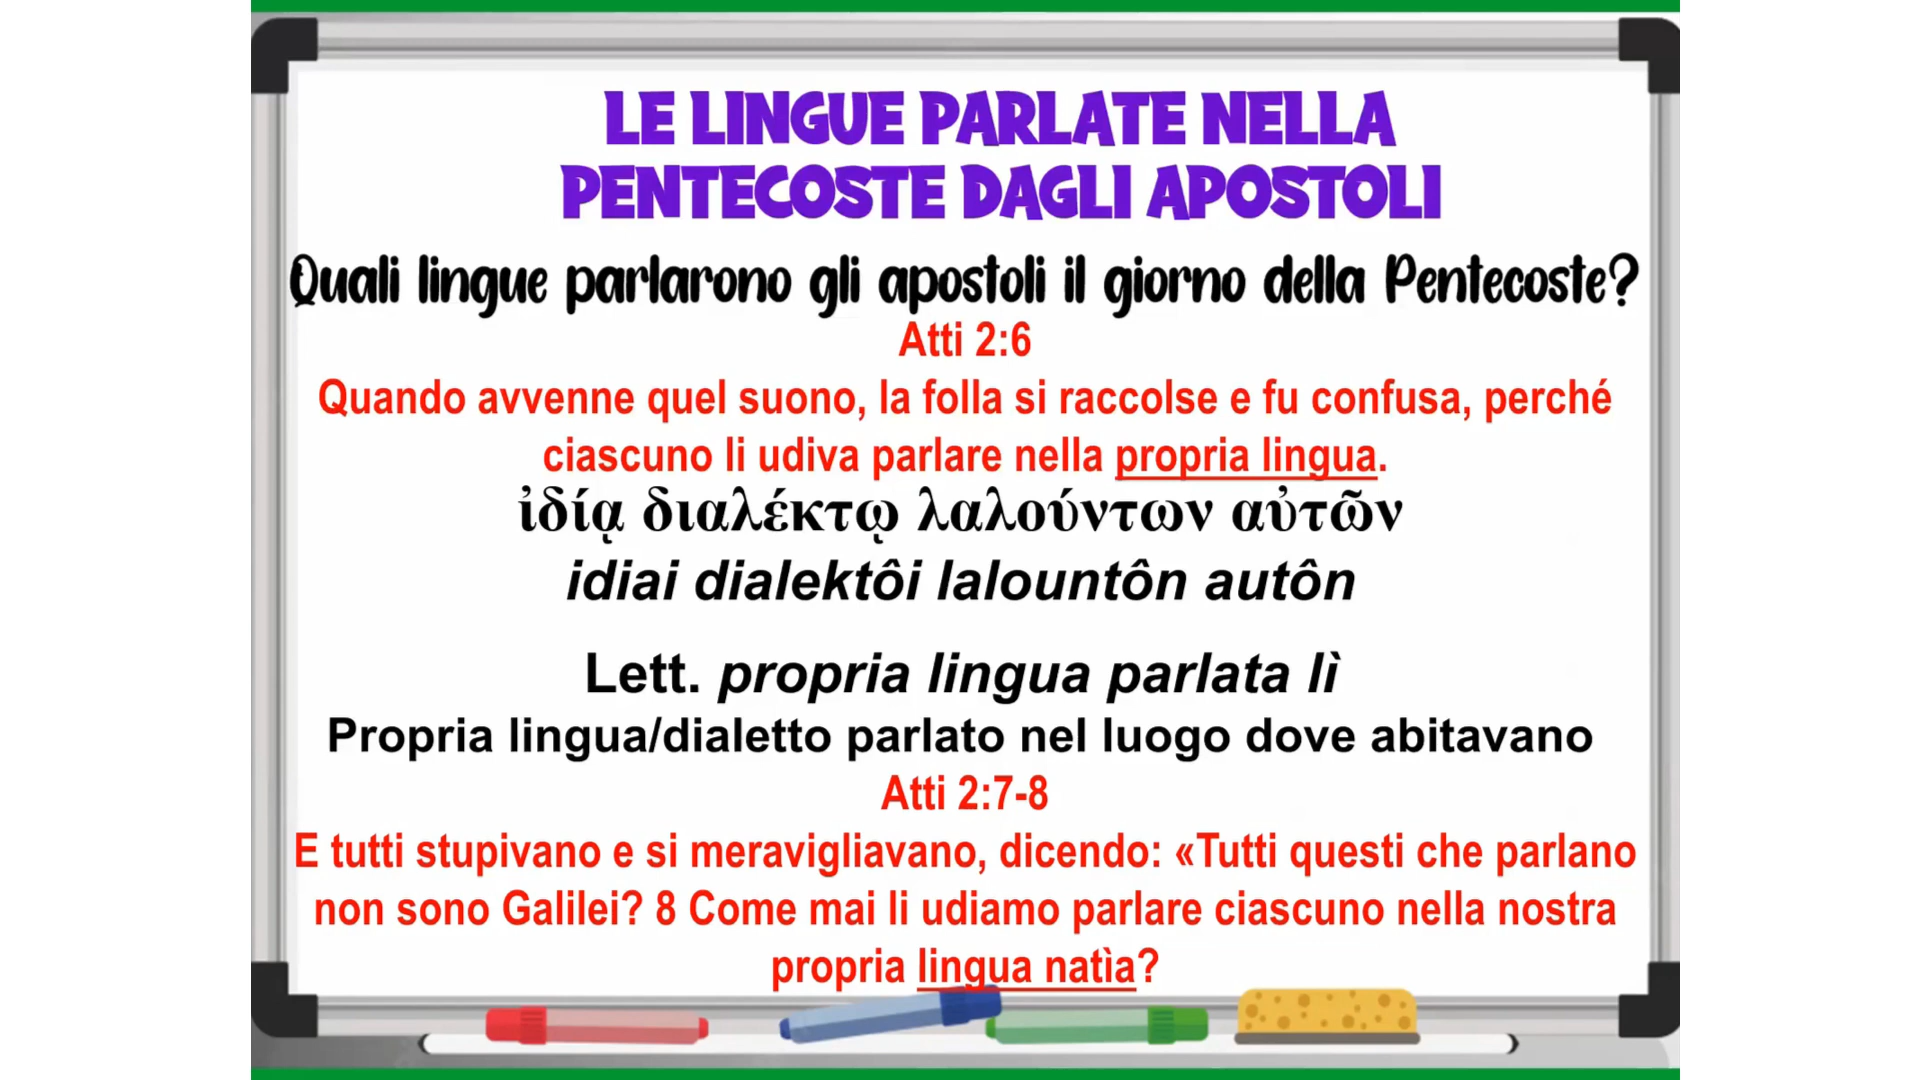 LE LINGUE PARLATE NELLA
PENTECOSTE DAGLI APOSTOLI
Quali lingue parlarono gli apostoli il giorno della Pentecoste?
Atti 2:6
Quando avvenne quel suono, la folla si raccolse e fu confusa, perché
ciascuno li udiva parlare nella propria lingua.
ἰδίᾳ διαλέκτῳ λαλούντων αὐτῶν
idiai dialektôi lalountôn autôn
Lett. propria lingua parlata lì
Propria lingua/dialetto parlato nel luogo dove abitavano
Atti 2:7-8
E tutti stupivano e si meravigliavano, dicendo: «Tutti questi che parlano
non sono Galilei? 8 Come mai li udiamo parlare ciascuno nella nostra
propria lingua natìa?